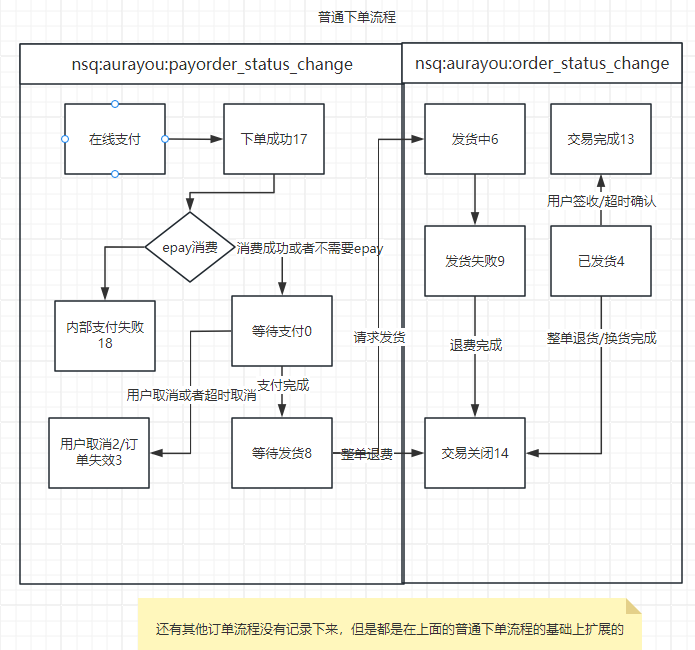 普通下单流程
nsq:aurayou:payorder_status_change
nsq:aurayou:order_status_change
在线支付
下单成功17
发货中6
交易完成13
用户签收/超时确认
epay消费
消费成功或者不需要epay
发货失败9
已发货4
内部支付失败
18
等待支付0
请求发货
退费完成
整单退货/换货完成
用户取消或者超时取消
支付完成
用户取消2/订
单失效3
等待发货8
整单退费
交易关闭14
还有其他订单流程没有记录下来，但是都是在上面的普通下单流程的基础上扩展的